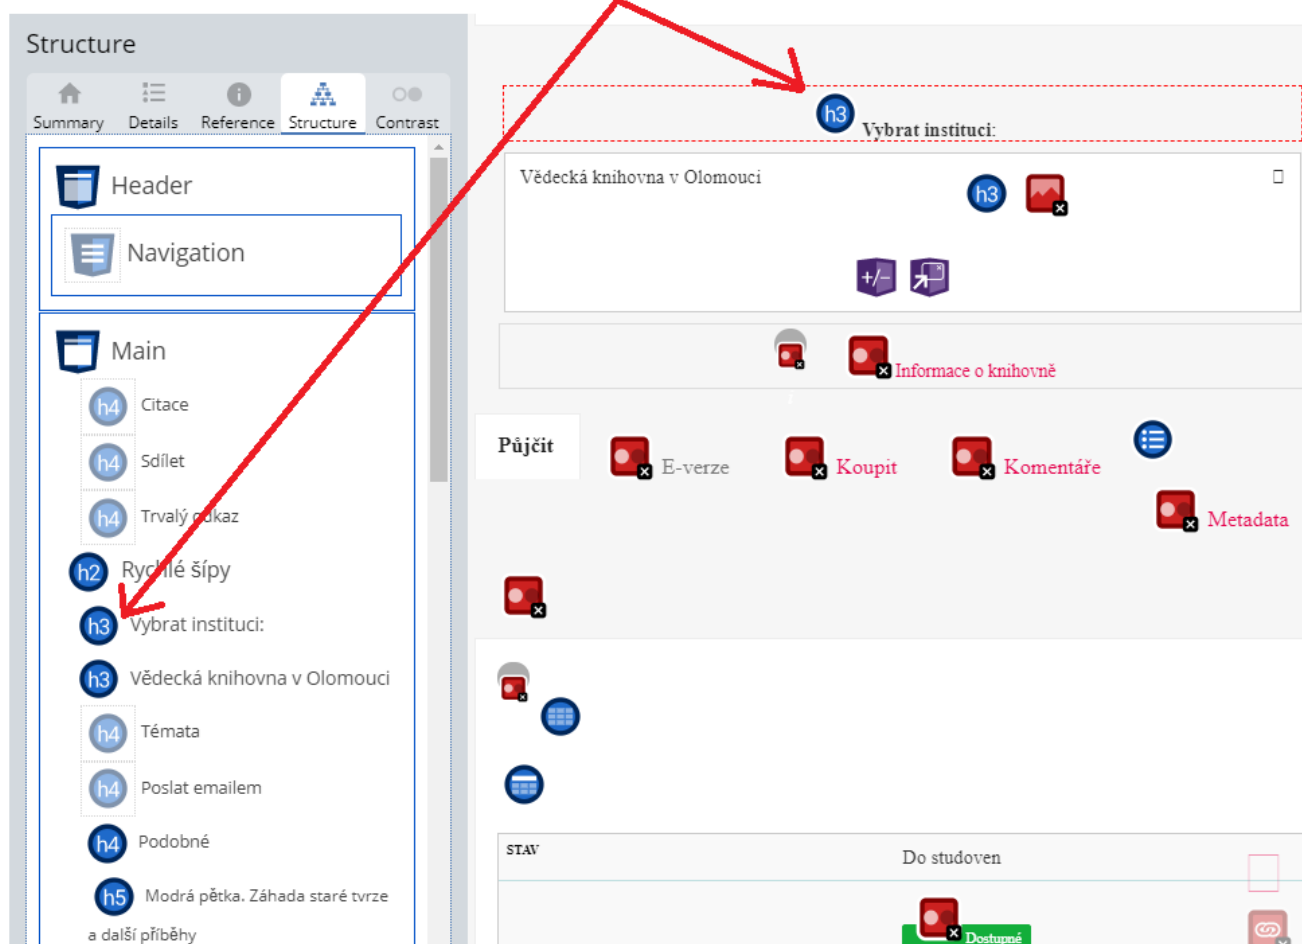 Structure
Summary Details Reference Structure Contrast
Header
Navigation
Main
h4 Citace
h4 Sdílet
h4 Trvalý odkaz
h2 Rychlé šípy
h3 Vybrat instituci:
h3 Vědecká knihovna v Olomouci
h4 Témata
h4 Poslat emailem
h4 Podobné
h5 Modrá pětka. Záhada staré tvrze
a další příběhy
h3 Vybrat instituci:
Vědecká knihovna v Olomouci h3
+/-
Informace o knihovně
Půjčit E-verze Koupit Komentáře
Metadata
STAV Do studoven
Dostupné